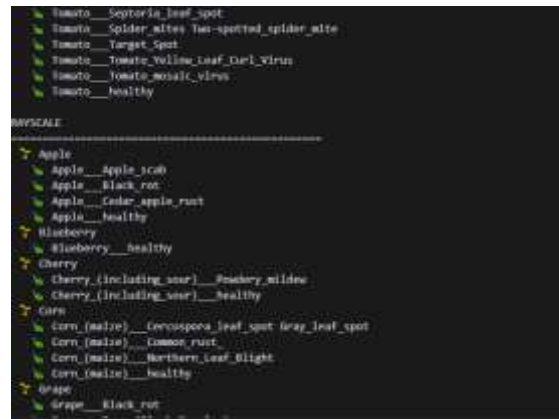 Tomato___Septoria_leaf_spot
Tomato___Spider_mites Two-spotted_spider_mite
Tomato___Target_Spot
Tomato___Tomato_Yellow_Leaf_Curl_Virus
Tomato___Tomato_mosaic_virus
Tomato___healthy
RAYSCALE
==================================================
Apple
Apple___Apple_scab
Apple___Black_rot
Apple___Cedar_apple_rust
Apple___healthy
Blueberry
Blueberry___healthy
Cherry
Cherry_(including_sour)___Powdery_mildew
Cherry_(including_sour)___healthy
Corn
Corn_(maize)___Cercospora_leaf_spot Gray_leaf_spot
Corn_(maize)___Common_rust_
Corn_(maize)___Northern_Leaf_Blight
Corn_(maize)___healthy
Grape
Grape___Black_rot